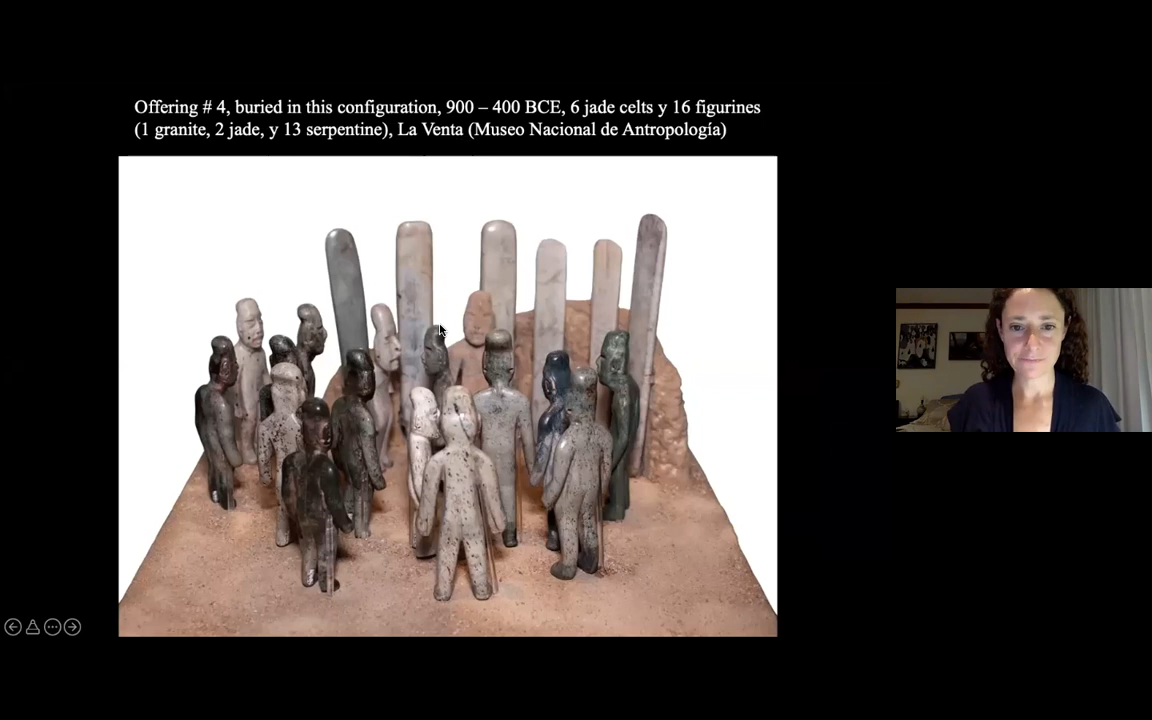 Offering # 4, buried in this configuration, 900 – 400 BCE, 6 jade celts y 16 figurines
(1 granite, 2 jade, y 13 serpentine), La Venta (Museo Nacional de Antropología)